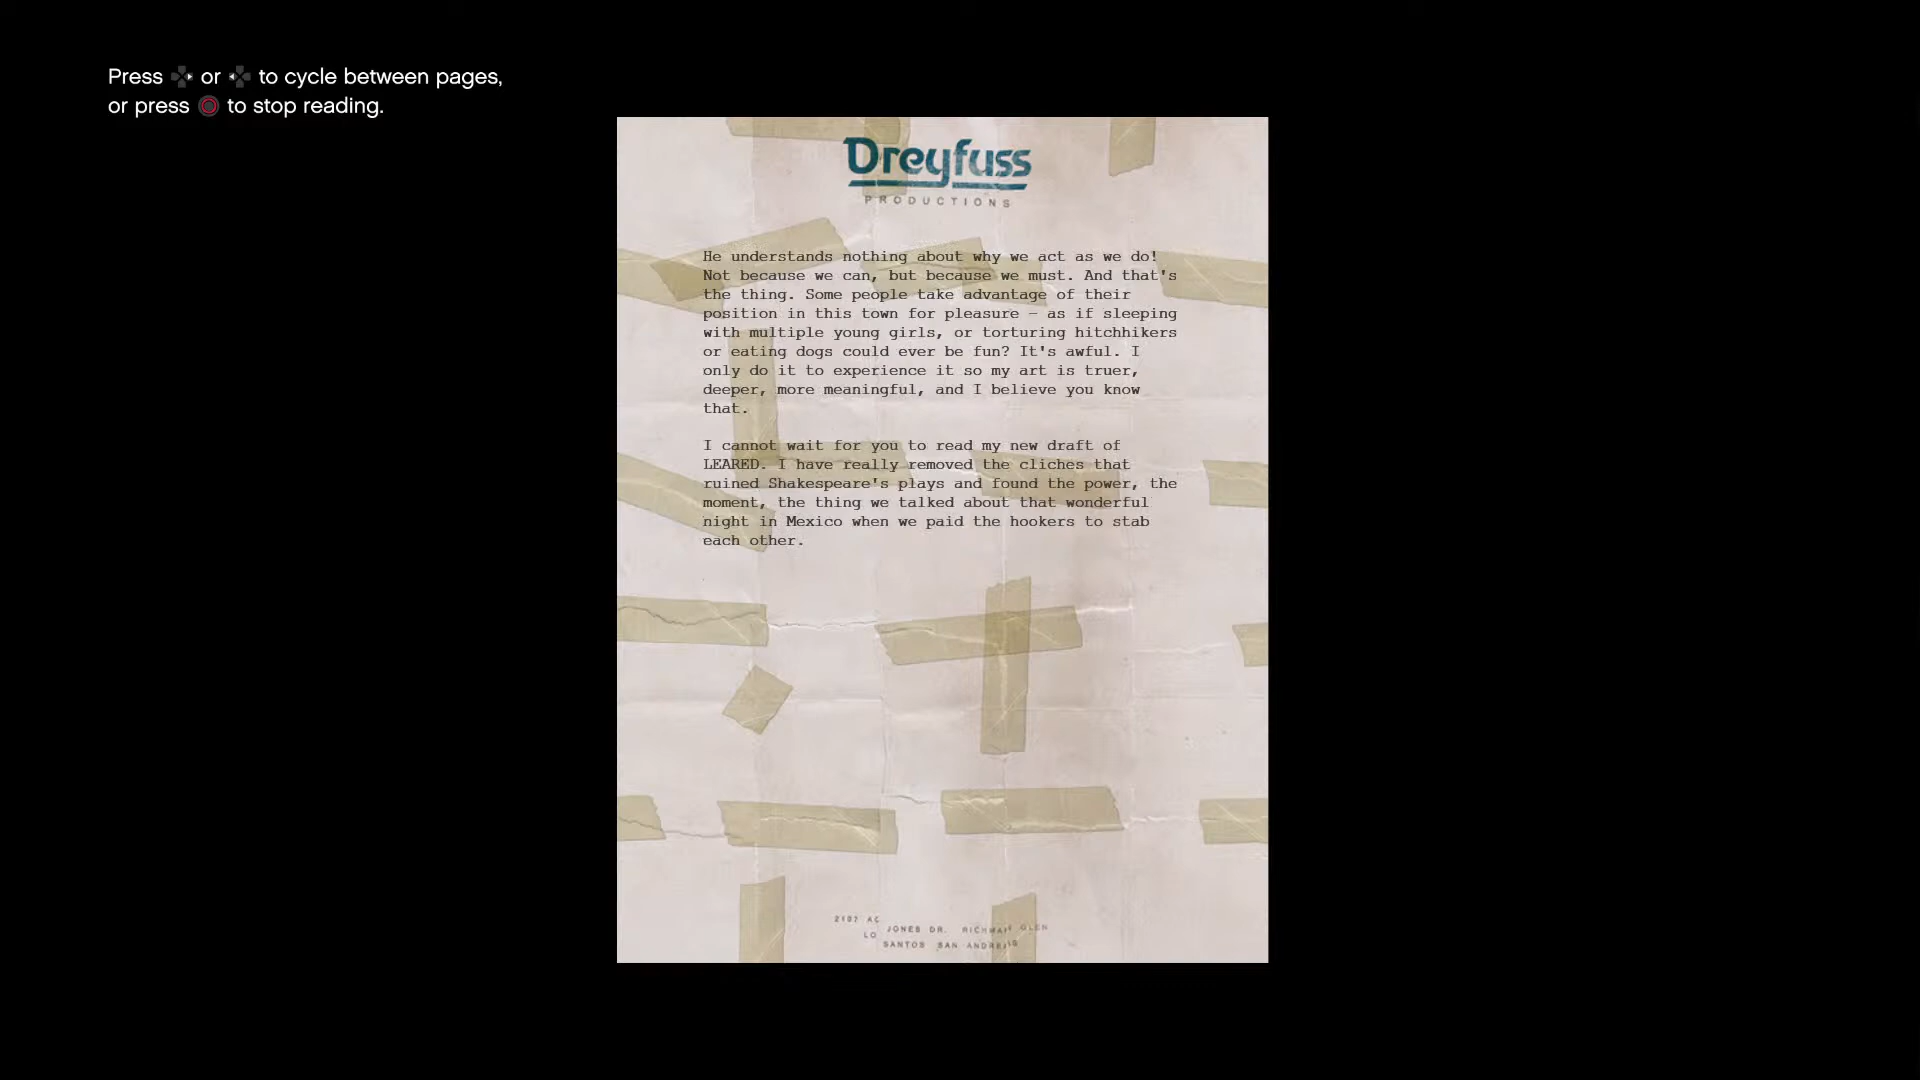 Press or to cycle between pages,
or press to stop reading.
Dreyfuss
PRODUCTIONS
He understands nothing about why we act as we do!
Not because we can, but because we must. And that's
the thing. Some people take advantage of their
position in this town for pleasure – as if sleeping
with multiple young girls, or torturing hitchhikers
or eating dogs could ever be fun? It's awful. I
only do it to experience it so my art is truer,
deeper, more meaningful, and I believe you know
that.
I cannot wait for you to read my new draft of
LEARED. I have really removed the cliches that
ruined Shakespeare's plays and found the power, the
moment, the thing we talked about that wonderful
night in Mexico when we paid the hookers to stab
each other.
2107 AC JONES DR. RICHMAN GLEN
LO SANTOS SAN ANDREAS